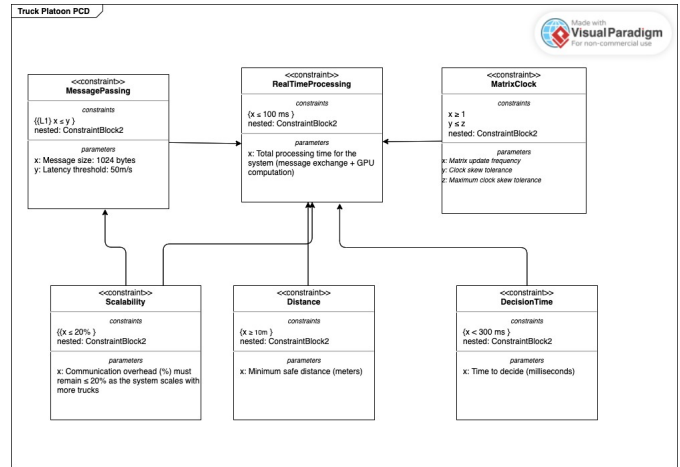 Truck Platoon PCD
Made with
VisualParadigm
For non-commercial use
<<constraint>>
MessagePassing
constraints
{{L1} x ≤ y }
nested: ConstraintBlock2
parameters
x: Message size: 1024 bytes
y: Latency threshold: 50m/s
<<constraint>>
RealTimeProcessing
constraints
{x ≤ 100 ms }
nested: ConstraintBlock2
parameters
x: Total processing time for the
system (message exchange + GPU
computation)
<<constraint>>
MatrixClock
constraints
x ≥ 1
y ≤ z
nested: ConstraintBlock2
parameters
x: Matrix update frequency
y: Clock skew tolerance
z: Maximum clock skew tolerance
<<constraint>>
Scalability
constraints
{{x ≤ 20% }
nested: ConstraintBlock2
parameters
x: Communication overhead (%) must
remain ≤ 20% as the system scales with
more trucks
<<constraint>>
Distance
constraints
{x ≥ 10m }
nested: ConstraintBlock2
parameters
x: Minimum safe distance (meters)
<<constraint>>
DecisionTime
constraints
{x < 300 ms }
nested: ConstraintBlock2
parameters
x: Time to decide (milliseconds)